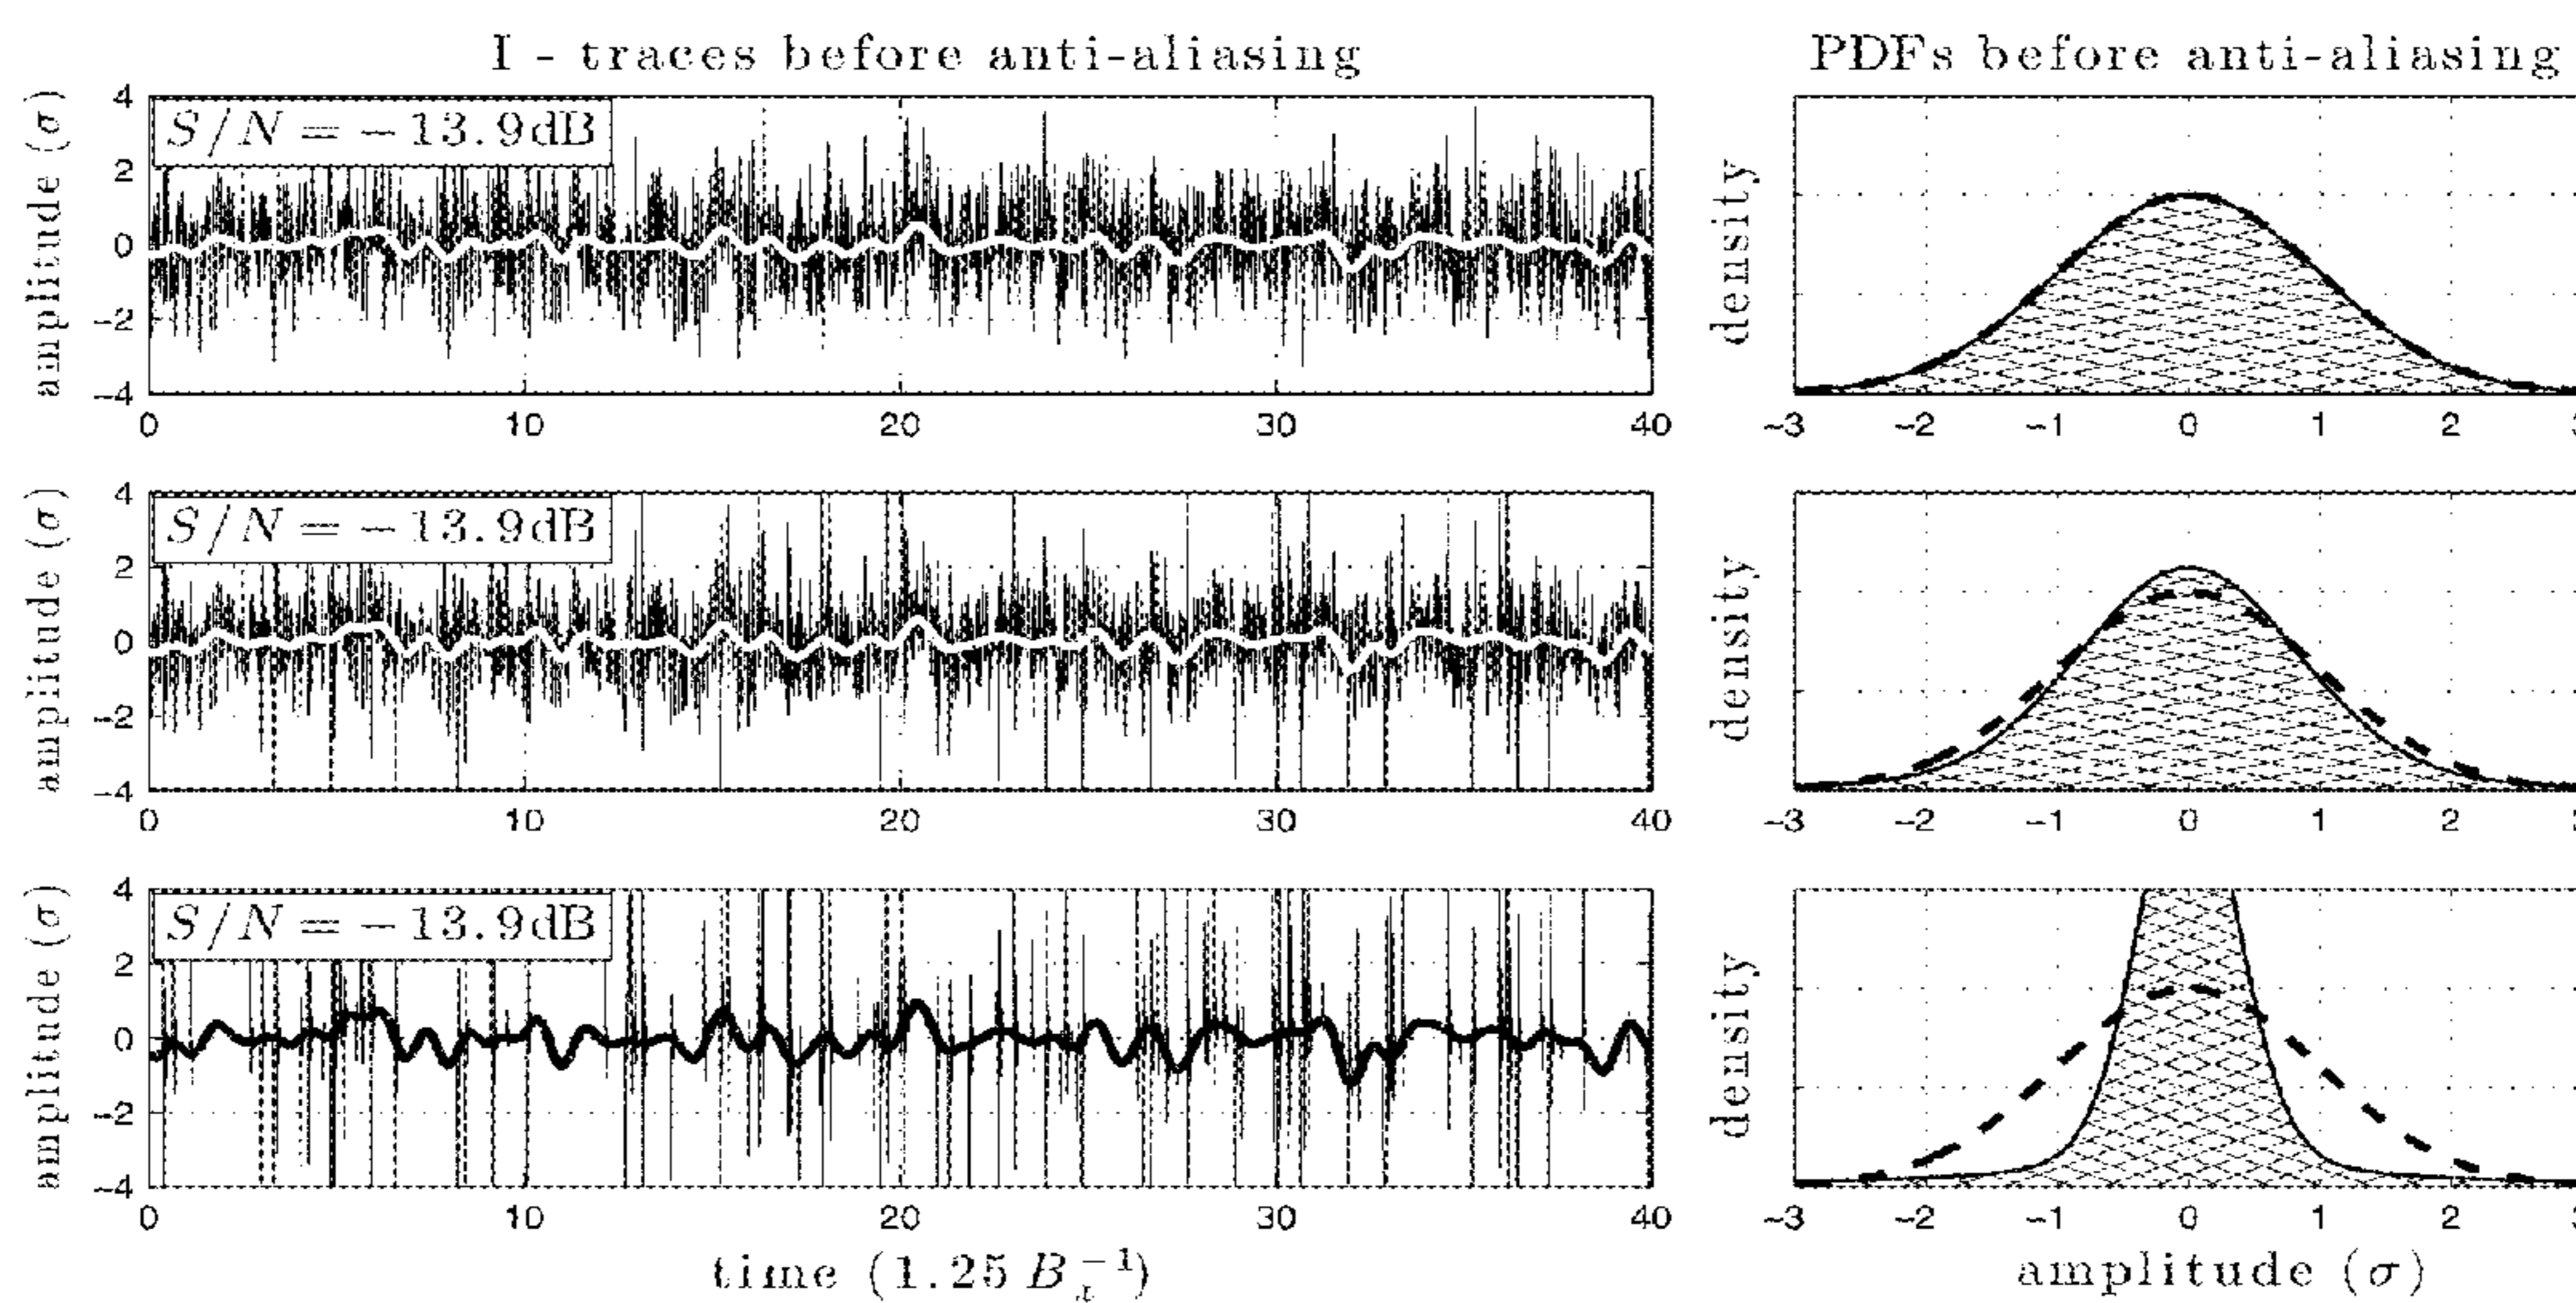 I - traces before anti-aliasing
PDFs before anti-aliasing
amplitude (σ)
4
2
0
-2
-4
S/N = -13.9dB
0 10 20 30 40
density
-3 -2 -1 0 1 2
amplitude (σ)
4
2
0
-2
-4
S/N = -13.9dB
0 10 20 30 40
density
-3 -2 -1 0 1 2
amplitude (σ)
4
2
0
-2
-4
S/N = -13.9dB
0 10 20 30 40
time (1.25 B_x^{-1})
density
-3 -2 -1 0 1 2
amplitude (σ)